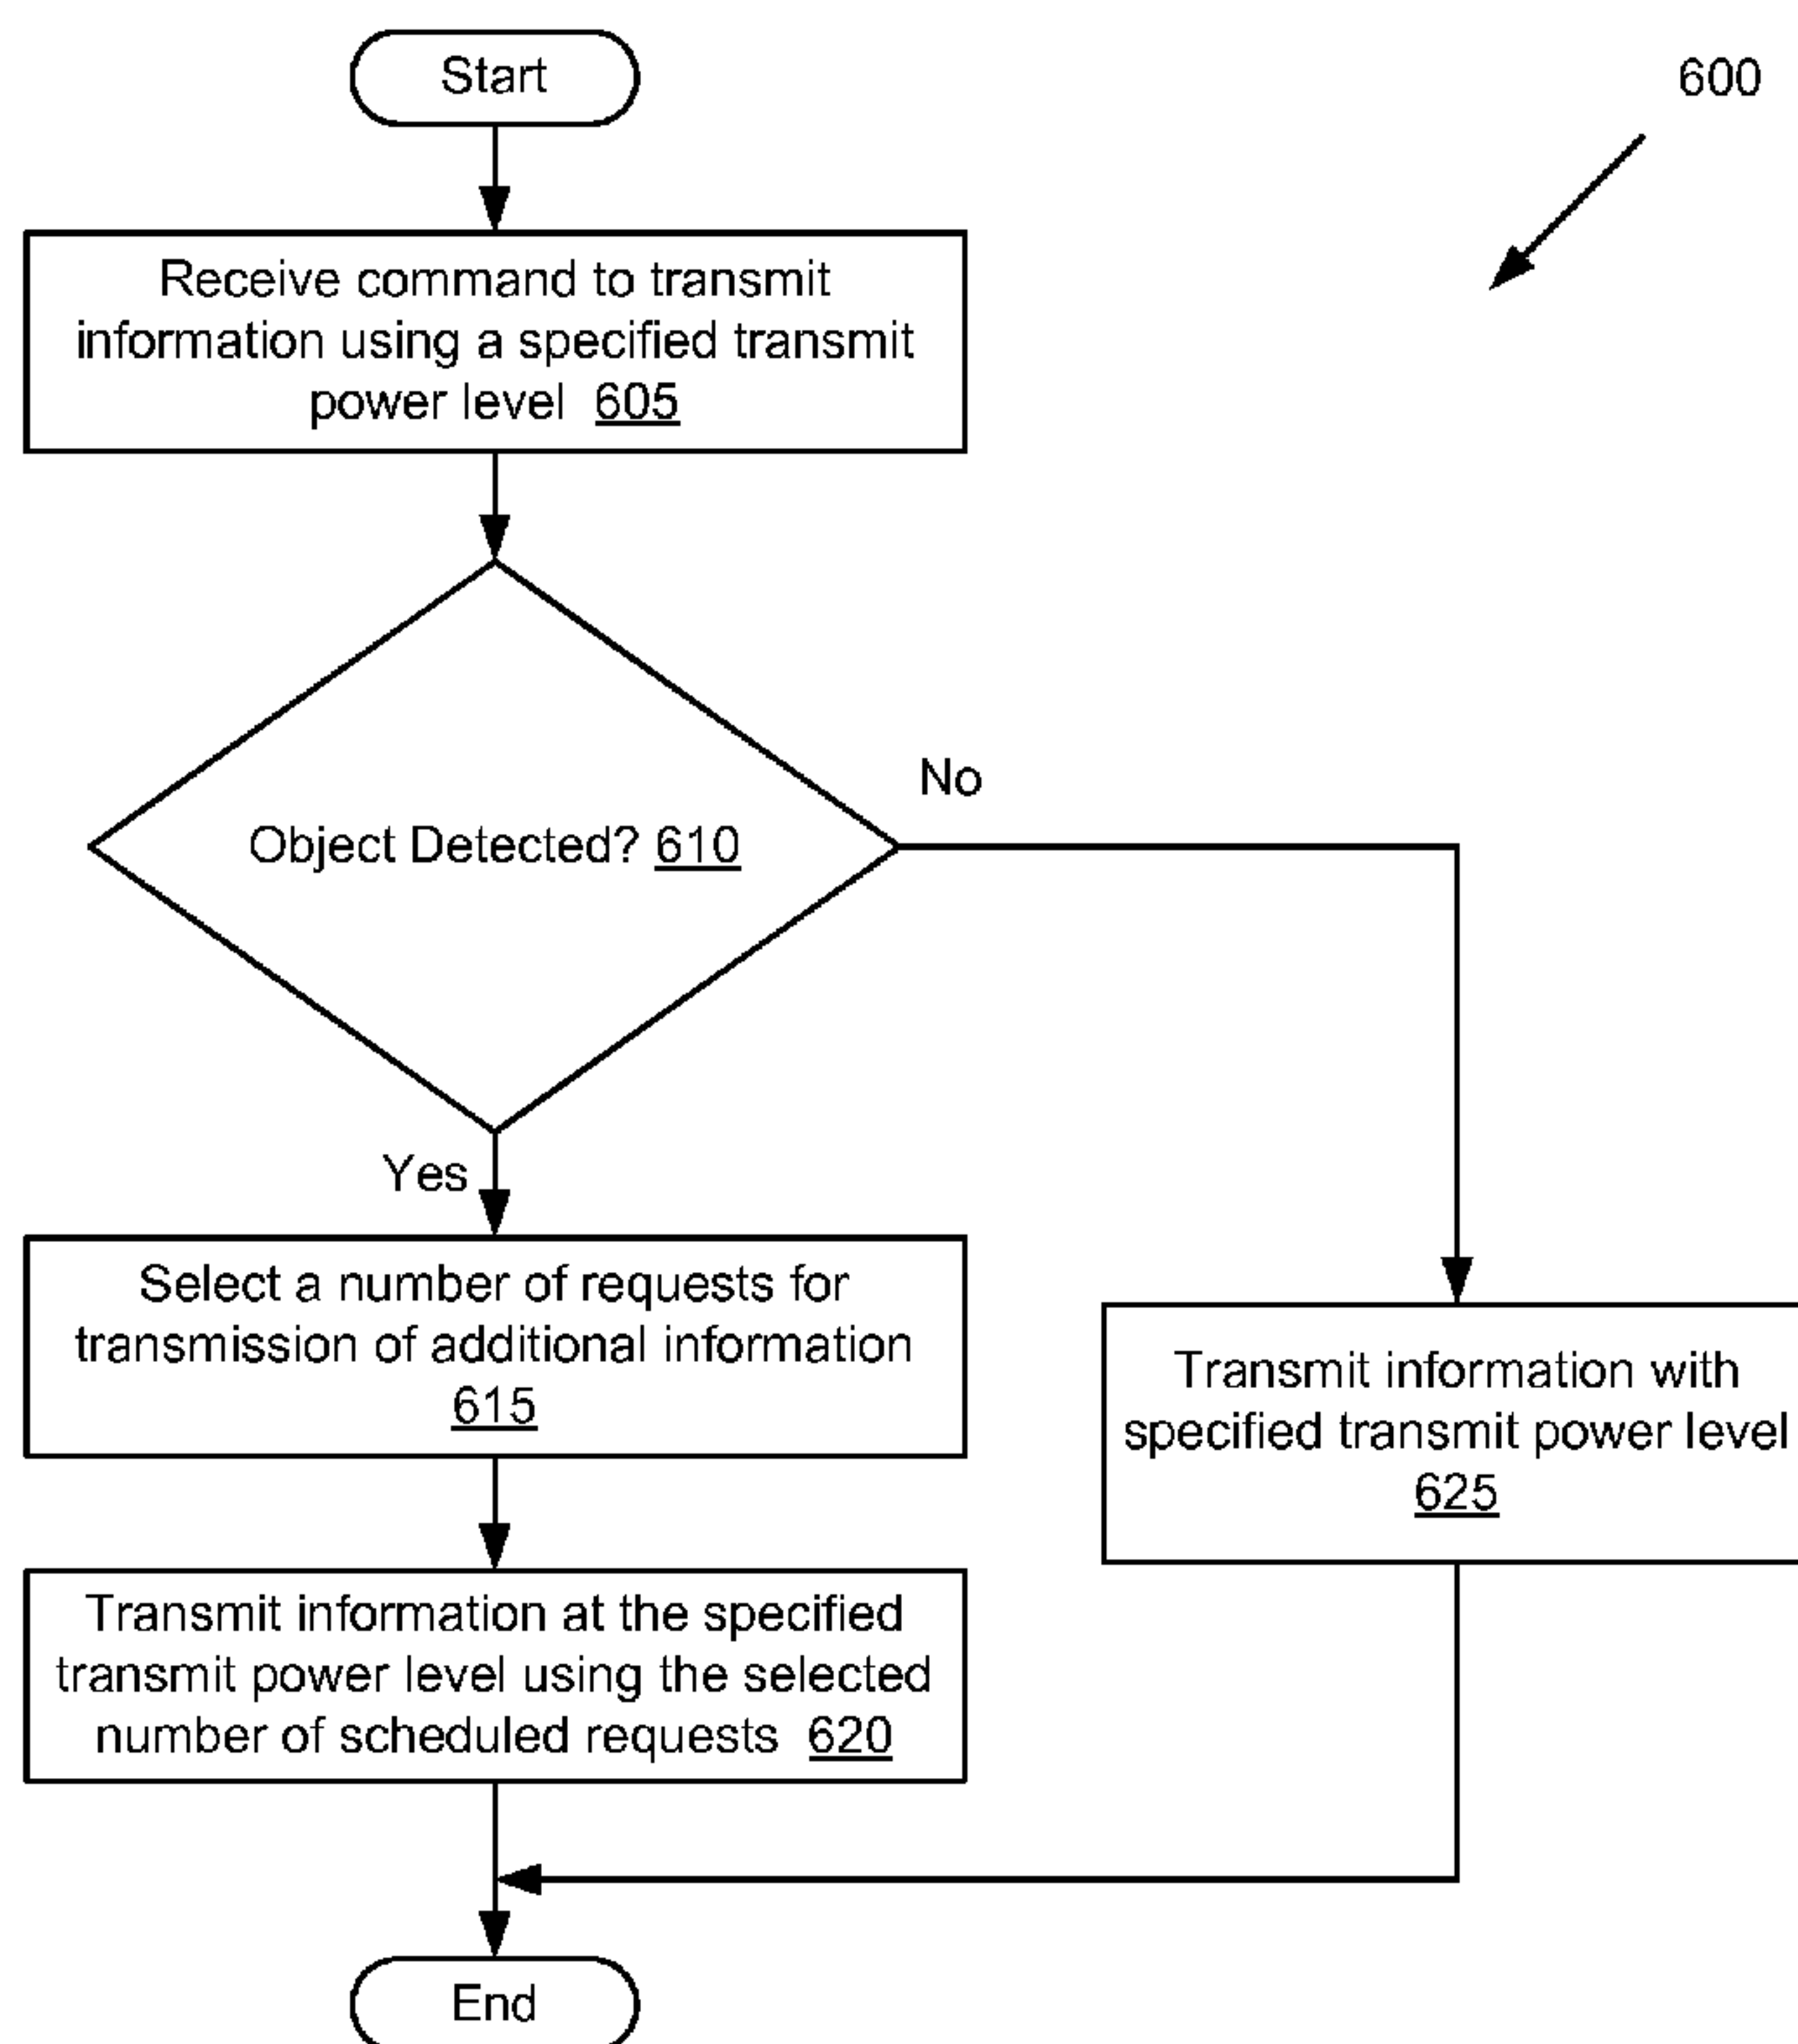 Start
600
Receive command to transmit
information using a specified transmit
power level 605
No
Object Detected? 610
Yes
Select a number of requests for
transmission of additional information
615
Transmit information with
specified transmit power level
625
Transmit information at the specified
transmit power level using the selected
number of scheduled requests 620
End